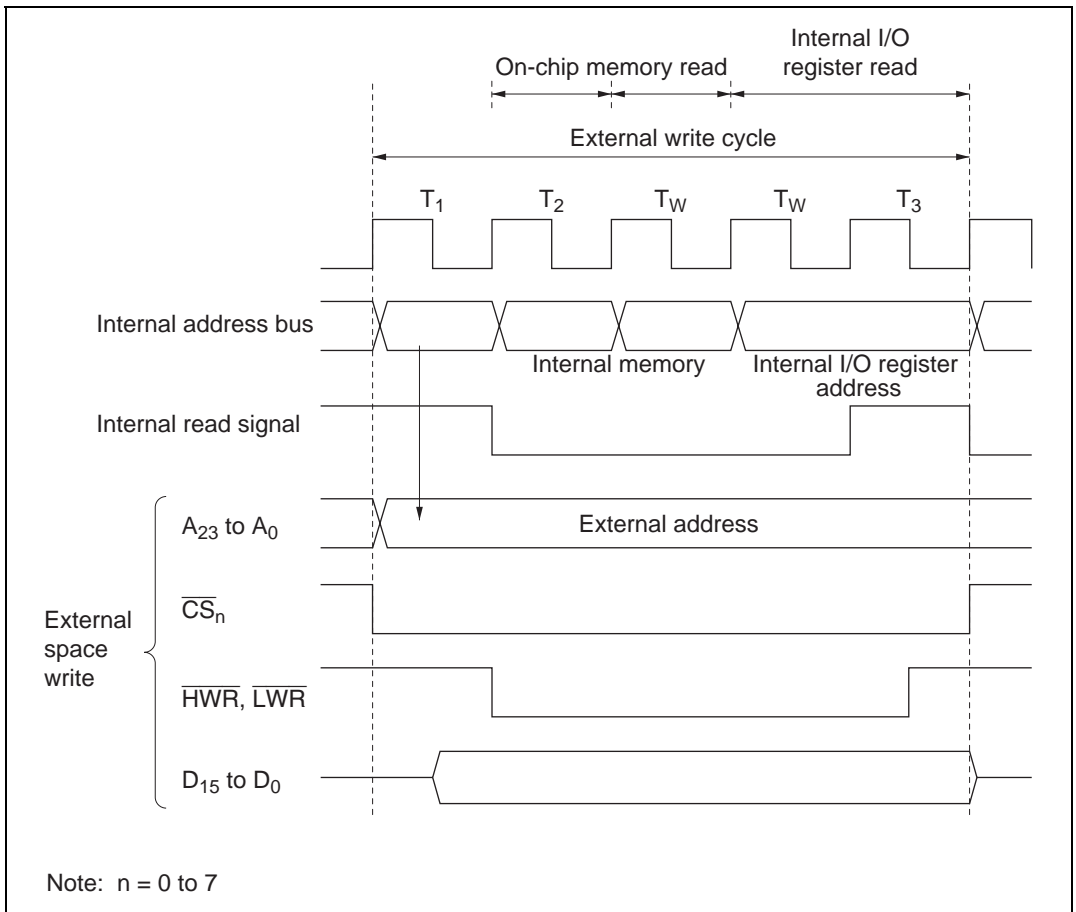 Internal I/O
register read
On-chip memory read
External write cycle
T1 T2 TW TW T3
Internal address bus
Internal memory
Internal I/O register
address
Internal read signal
A23 to A0
External address
CSn
External
space
write
HWR, LWR
D15 to D0
Note: n = 0 to 7